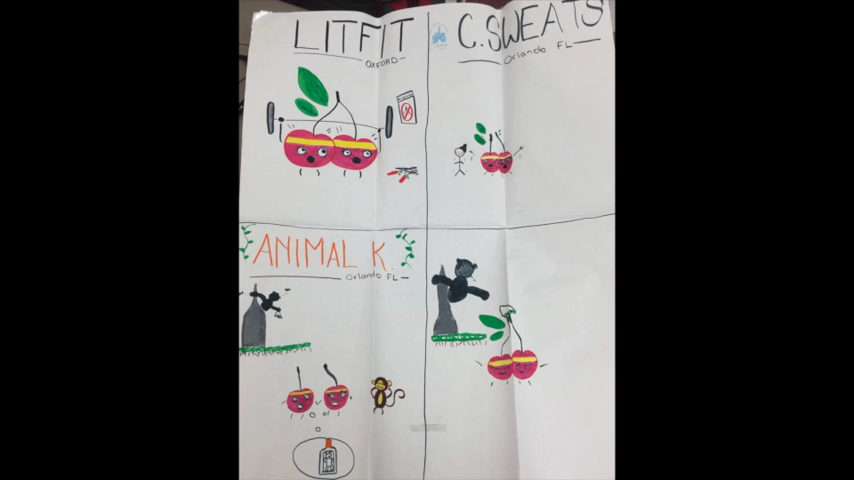 LITFIT
OXFORD
C.SWEATS
Orlando FL
ANIMAL K.
Orlando FL